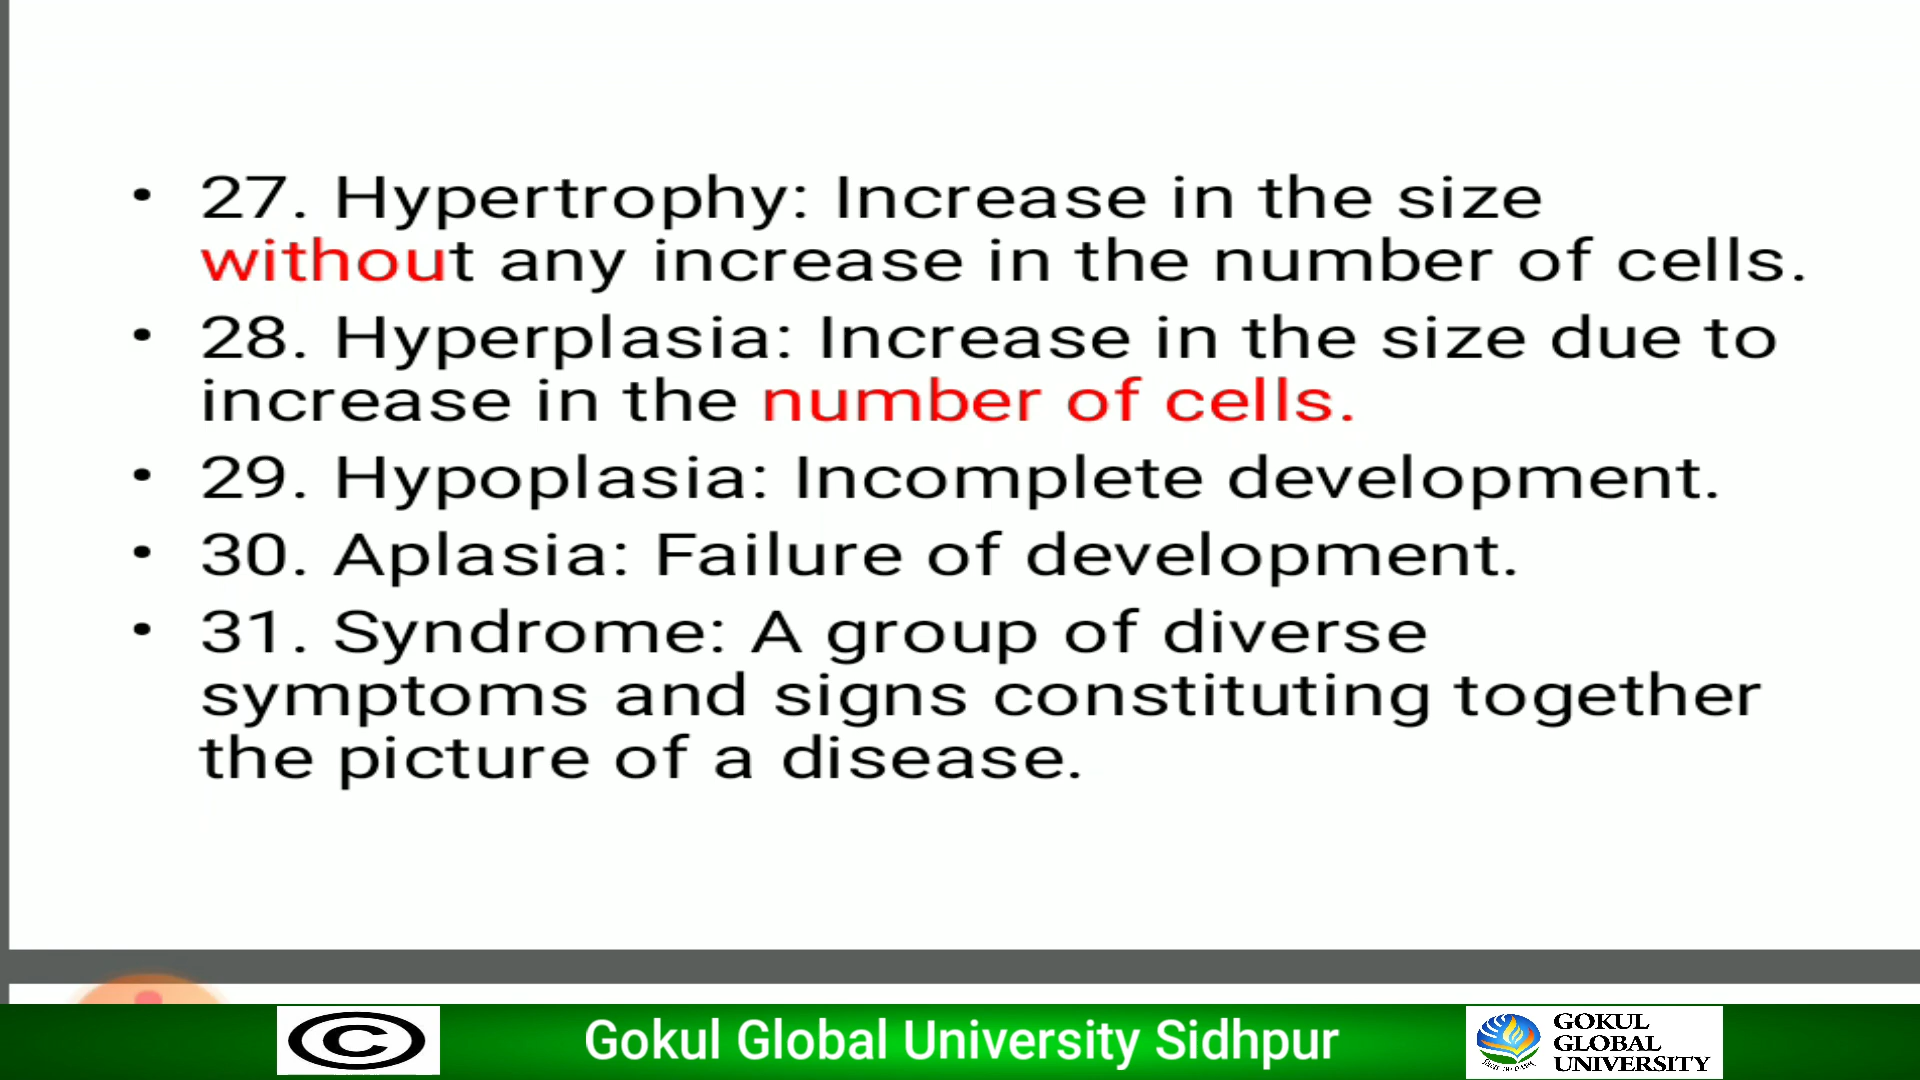 • 27. Hypertrophy: Increase in the size
without any increase in the number of cells.
• 28. Hyperplasia: Increase in the size due to
increase in the number of cells.
• 29. Hypoplasia: Incomplete development.
• 30. Aplasia: Failure of development.
• 31. Syndrome: A group of diverse
symptoms and signs constituting together
the picture of a disease.
©
Gokul Global University Sidhpur
GOKUL
GLOBAL
UNIVERSITY